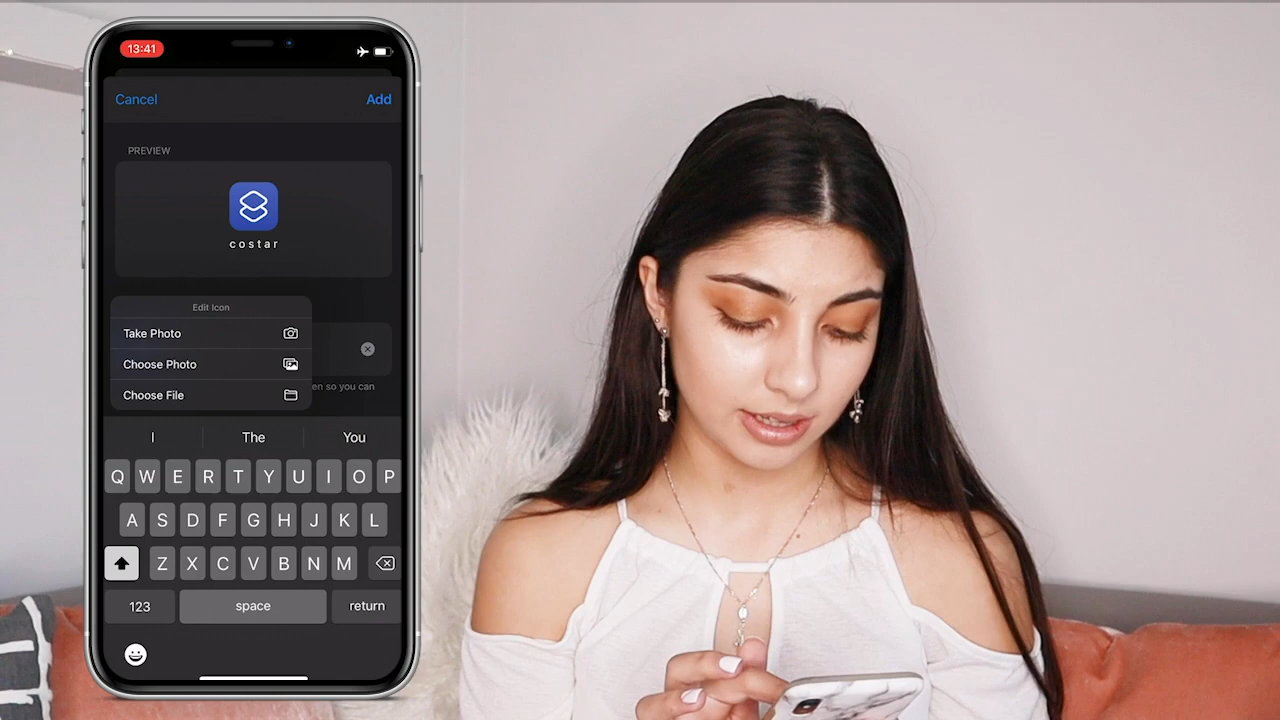 13:41
Cancel
Add
PREVIEW
costar
Edit Icon
Take Photo
Choose Photo
Choose File
en so you can
I The You
Q W E R T Y U I O P
A S D F G H J K L
Z X C V B N M
123 space return